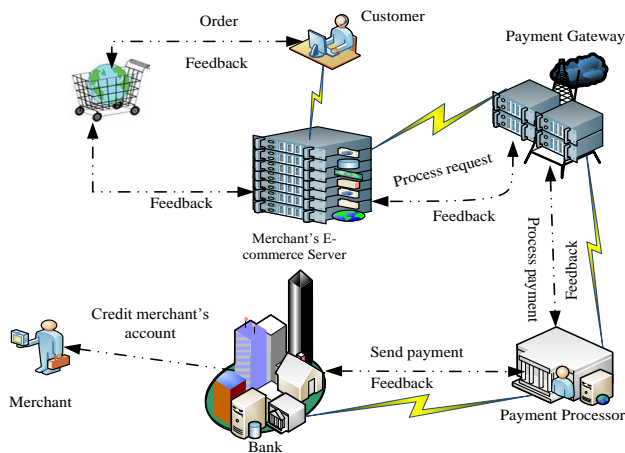 Customer
Order
Feedback
Payment Gateway
Process request
Feedback
Feedback
Merchant's E-
commerce Server
Process payment
Feedback
Credit merchant's
account
Send payment
Feedback
Merchant
Bank
Payment Processor